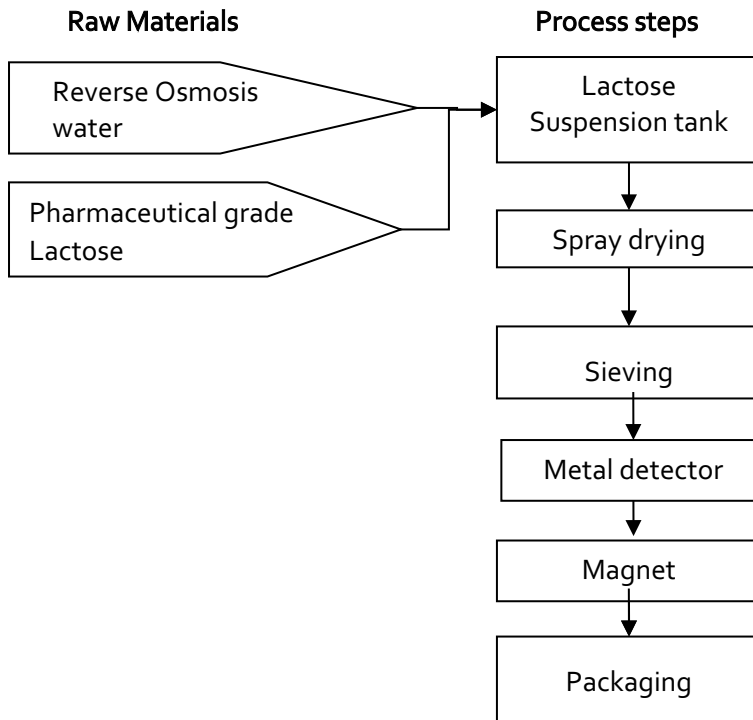 Raw Materials
Process steps
Reverse Osmosis
water
Pharmaceutical grade
Lactose
Lactose
Suspension tank
Spray drying
Sieving
Metal detector
Magnet
Packaging